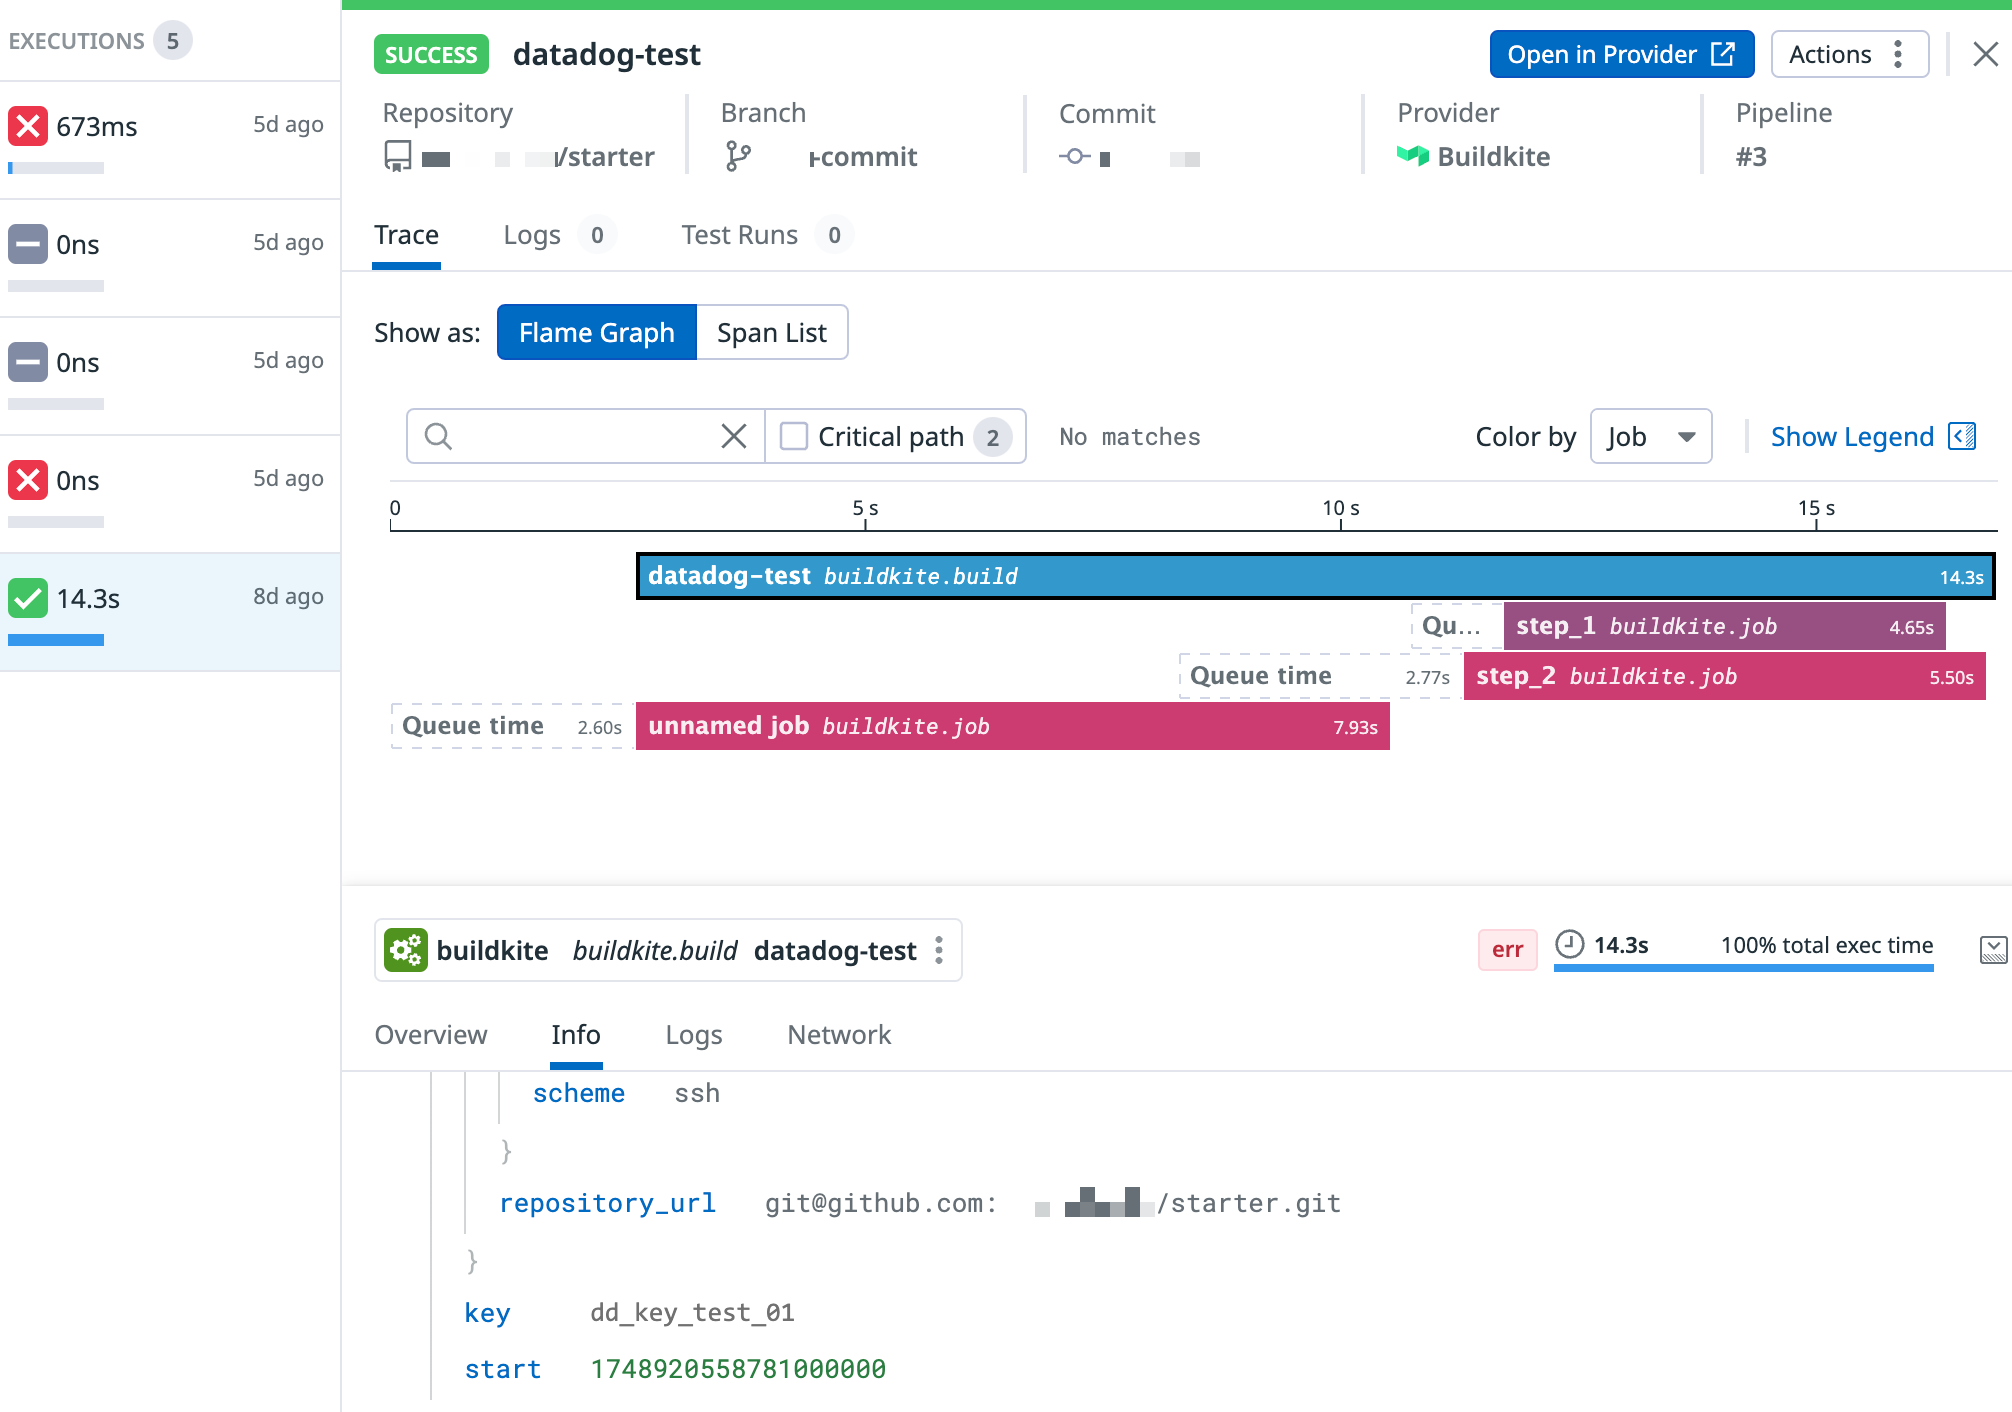 EXECUTIONS 5
673ms 5d ago
0ns 5d ago
0ns 5d ago
0ns 5d ago
14.3s 8d ago
SUCCESS datadog-test
Open in Provider
Actions
Repository
/starter
Branch
commit
Commit
Provider
Buildkite
Pipeline
#3
Trace Logs 0 Test Runs 0
Show as: Flame Graph Span List
Critical path 2 No matches Color by Job Show Legend
0 5 s 10 s 15 s
datadog-test buildkite.build 14.3s
Qu... step_1 buildkite.job 4.65s
Queue time 2.77s step_2 buildkite.job 5.50s
Queue time 2.60s unnamed job buildkite.job 7.93s
buildkite buildkite.build datadog-test
err 14.3s 100% total exec time
Overview Info Logs Network
scheme ssh
}
repository_url git@github.com: /starter.git
}
key dd_key_test_01
start 1748920558781000000